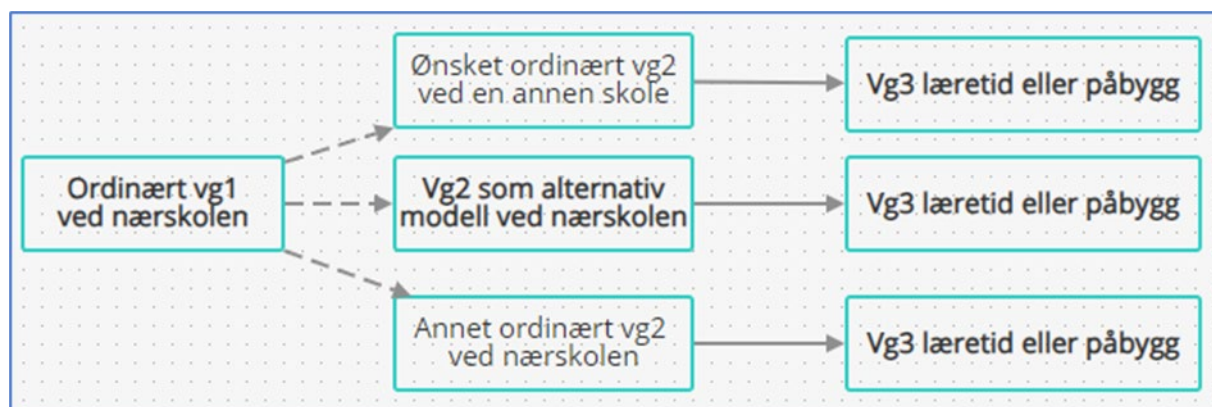 Ønsket ordinært vg2
ved en annen skole
Vg3 læretid eller påbygg
Ordinært vg1
ved nærskolen
Vg2 som alternativ
modell ved nærskolen
Vg3 læretid eller påbygg
Annet ordinært vg2
ved nærskolen
Vg3 læretid eller påbygg